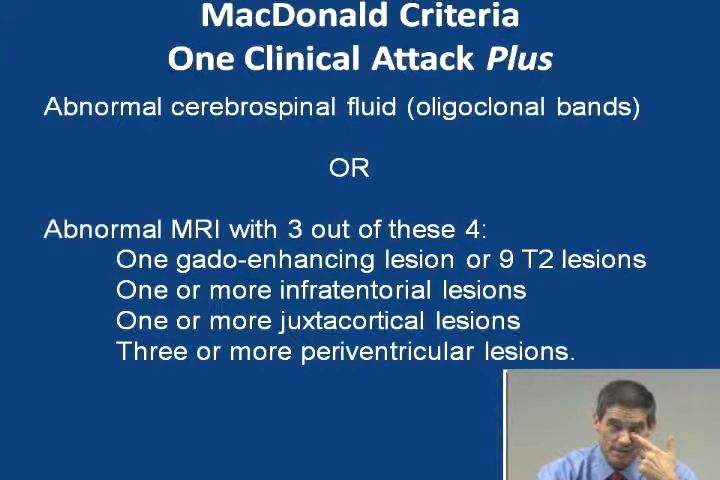 MacDonald Criteria
One Clinical Attack Plus
Abnormal cerebrospinal fluid (oligoclonal bands)
OR
Abnormal MRI with 3 out of these 4:
One gado-enhancing lesion or 9 T2 lesions
One or more infratentorial lesions
One or more juxtacortical lesions
Three or more periventricular lesions.